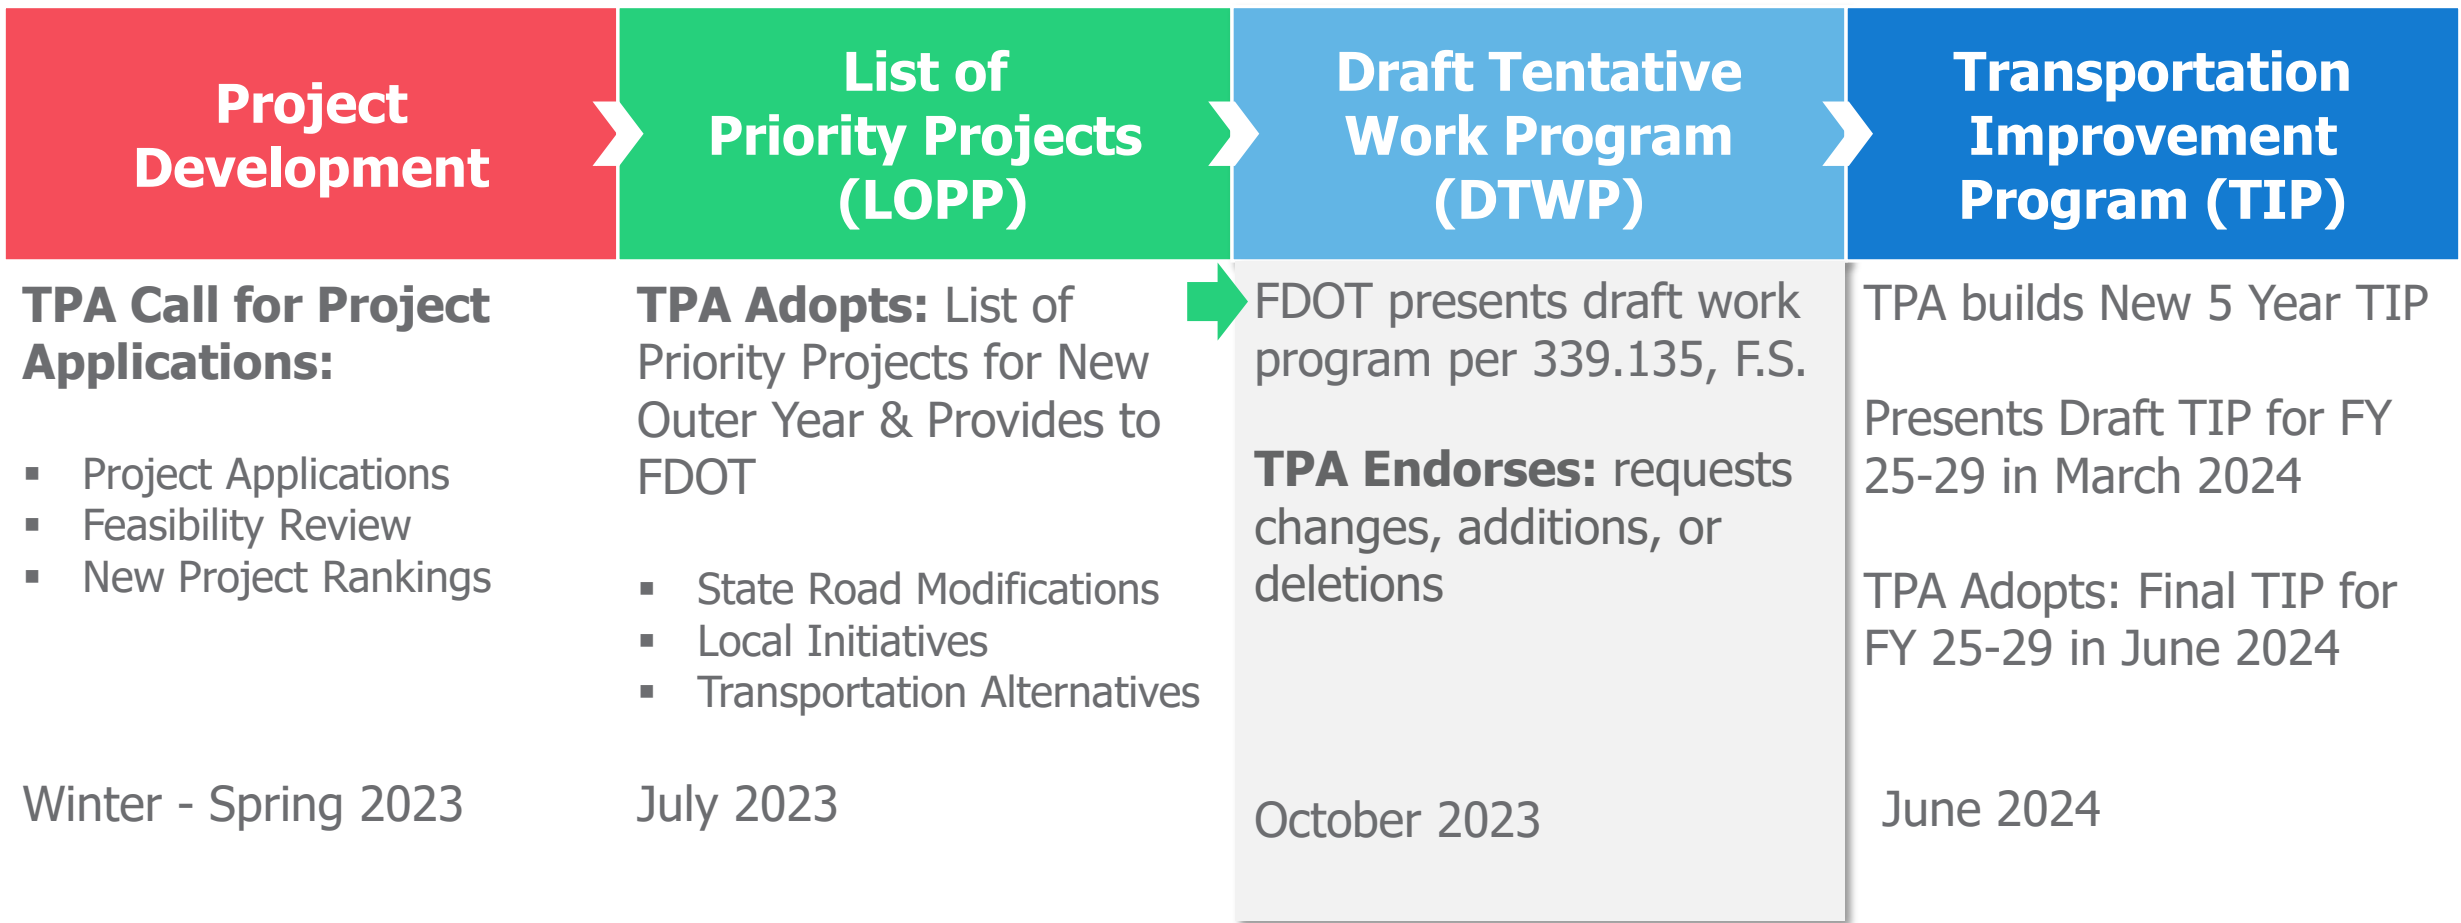 Project
Development
List of
Priority Projects
(LOPP)
Draft Tentative
Work Program
(DTWP)
Transportation
Improvement
Program (TIP)
TPA Call for Project
Applications:
▪ Project Applications
▪ Feasibility Review
▪ New Project Rankings
Winter - Spring 2023
TPA Adopts: List of
Priority Projects for New
Outer Year & Provides to
FDOT
▪ State Road Modifications
▪ Local Initiatives
▪ Transportation Alternatives
July 2023
FDOT presents draft work
program per 339.135, F.S.
TPA Endorses: requests
changes, additions, or
deletions
October 2023
TPA builds New 5 Year TIP
Presents Draft TIP for FY
25-29 in March 2024
TPA Adopts: Final TIP for
FY 25-29 in June 2024
June 2024